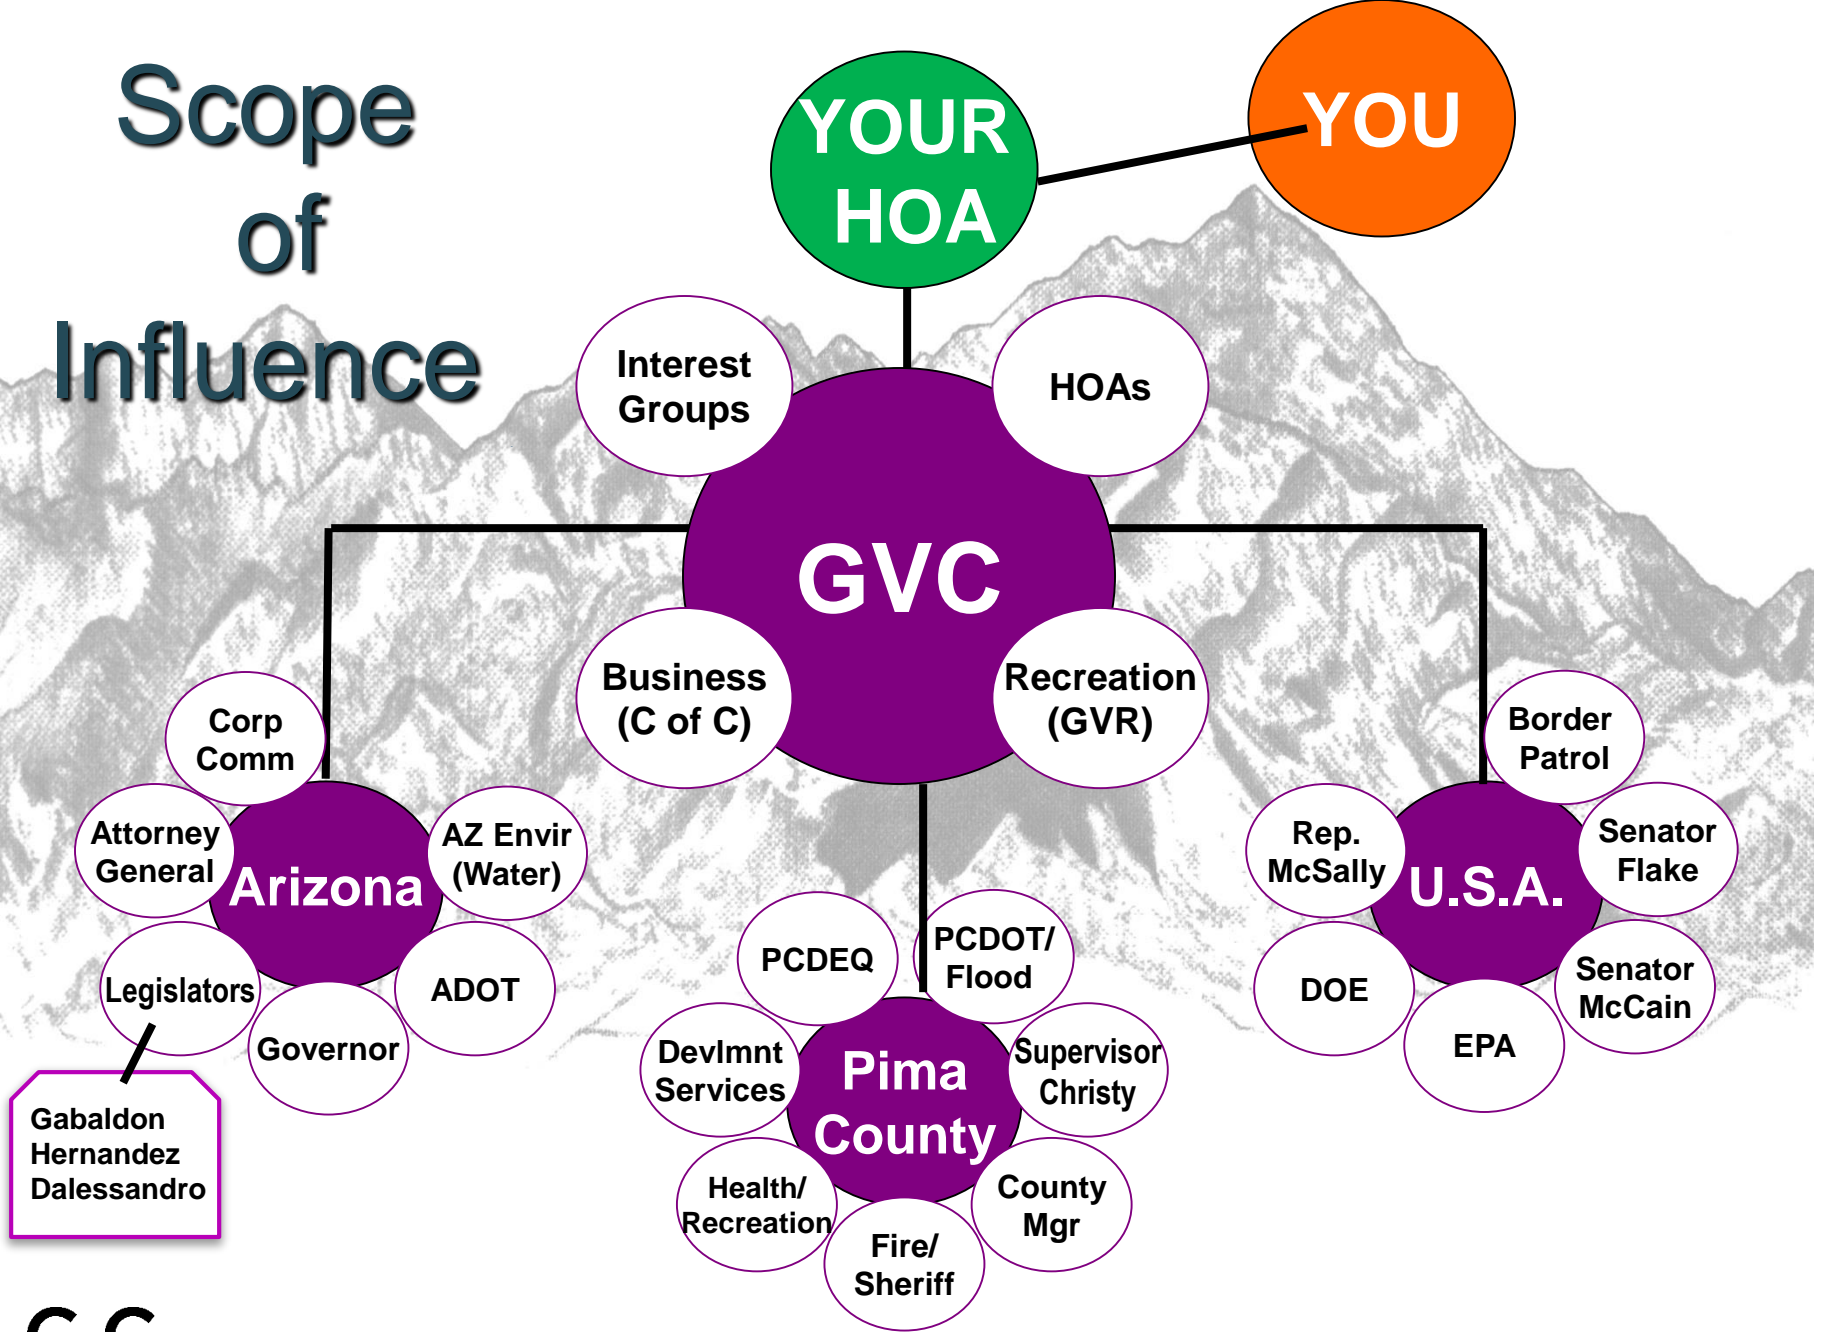 Scope
of
Influence
YOUR
HOA
YOU
Interest
Groups
HOAs
GVC
Business
(C of C)
Recreation
(GVR)
Corp
Comm
Attorney
General
AZ Envir
(Water)
Arizona
Legislators
ADOT
Governor
Gabaldon
Hernandez
Dalessandro
PCDEQ
PCDOT/
Flood
Devlmnt
Services
Pima
County
Supervisor
Christy
Health/
Recreation
County
Mgr
Fire/
Sheriff
Border
Patrol
Rep.
McSally
Senator
Flake
U.S.A.
DOE
Senator
McCain
EPA